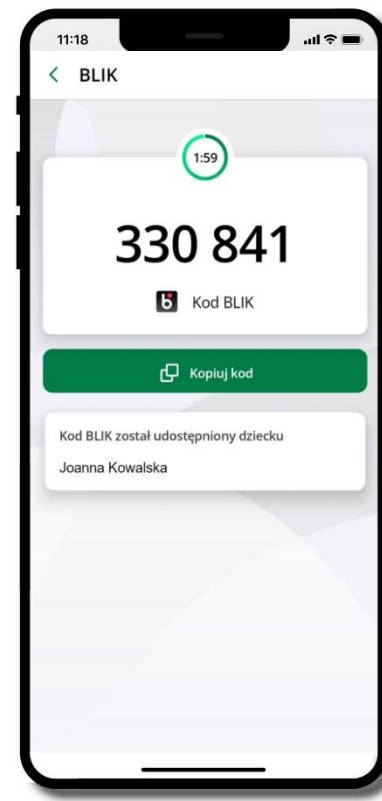 11:18
BLIK
1:59
330 841
Kod BLIK
Kopiuj kod
Kod BLIK został udostępniony dziecku
Joanna Kowalska